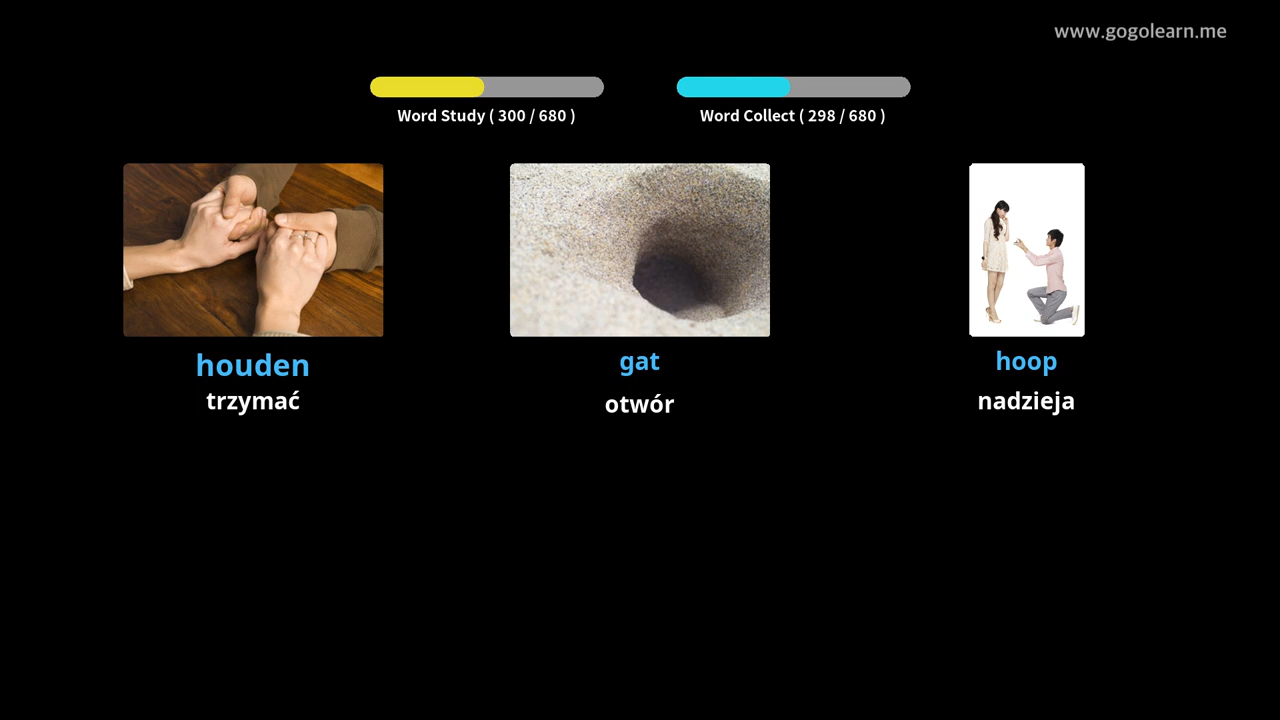 www.gogolearn.me
Word Study ( 300 / 680 )
Word Collect ( 298 / 680 )
houden
trzymać
gat
otwór
hoop
nadzieja